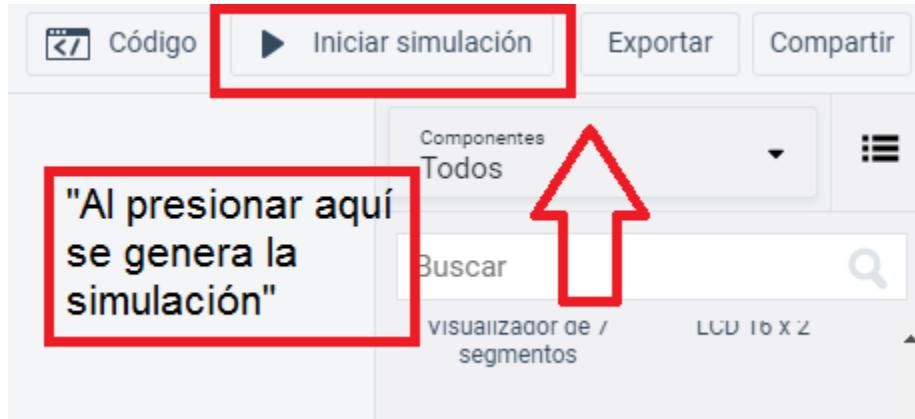 Código
Iniciar simulación
Exportar
Compartir
Componentes
Todos
"Al presionar aquí
se genera la
simulación"
Buscar
Visualizador de 7
segmentos
LCD 16 x 2